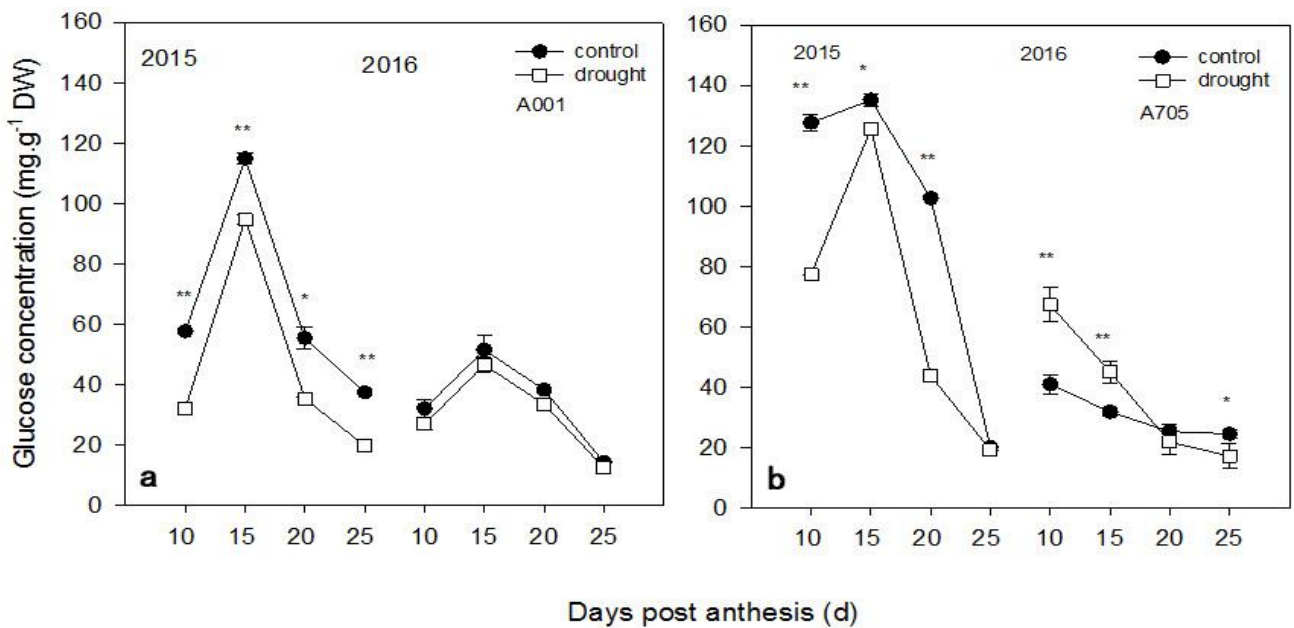 Glucose concentration (mg.g-1 DW)
160
140
120
100
80
60
40
20
0
2015
2016
control
drought
A001
**
**
*
**
a
10 15 20 25 10 15 20 25
160
140
120
100
80
60
40
20
0
2015
2016
control
drought
A705
**
*
**
**
**
*
b
10 15 20 25 10 15 20 25
Days post anthesis (d)